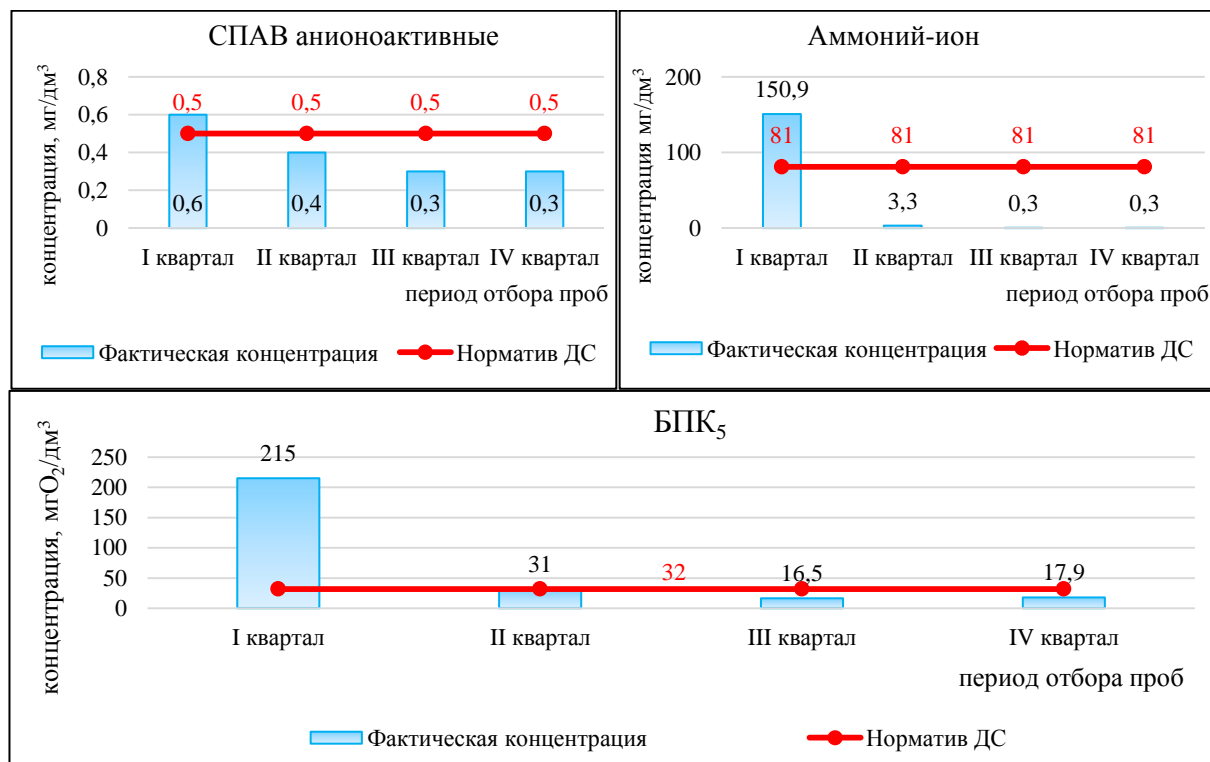 СПАВ анионоактивные
концентрация, мг/дм³
0,8
0,6
0,4
0,2
0
0,5 0,5 0,5 0,5
0,6 0,4 0,3 0,3
I квартал II квартал III квартал IV квартал
период отбора проб
Фактическая концентрация Норматив ДС
Аммоний-ион
концентрация мг/дм³
200
100
0
150,9
81 81 81 81
3,3 0,3 0,3
I квартал II квартал III квартал IV квартал
период отбора проб
Фактическая концентрация Норматив ДС
БПК₅
концентрация, мгО₂/дм³
250
200
150
100
50
0
215
31 32 16,5 17,9
I квартал II квартал III квартал IV квартал
период отбора проб
Фактическая концентрация Норматив ДС